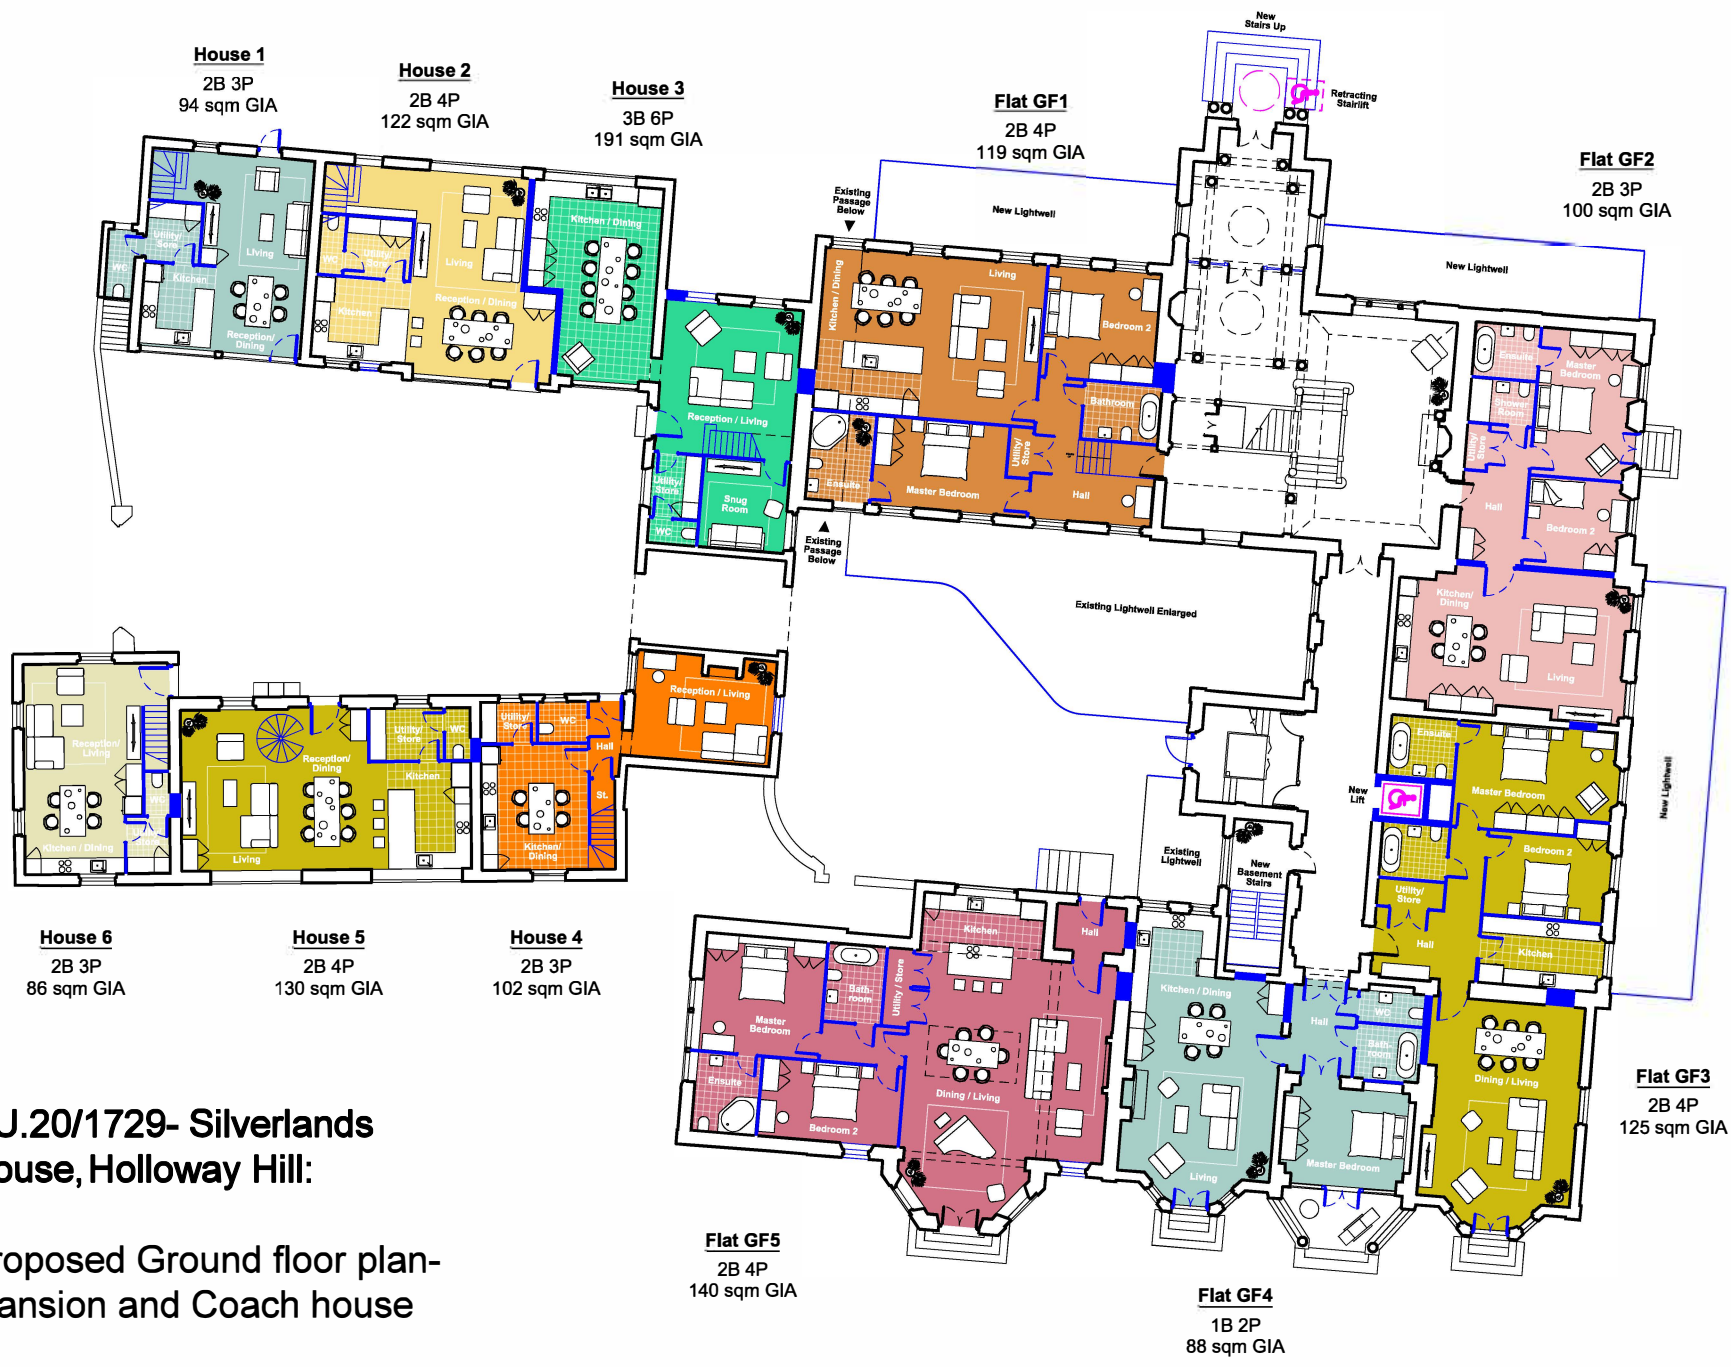 New
Stairs Up
Retracting
Stairlift
House 1
2B 3P
94 sqm GIA
House 2
2B 4P
122 sqm GIA
House 3
3B 6P
191 sqm GIA
Flat GF1
2B 4P
119 sqm GIA
Flat GF2
2B 3P
100 sqm GIA
Existing
Passage
Below
New Lightwell
New Lightwell
Utility/
Sore
WC
Kitchen
Living
Reception/
Dining
WC
Utility/
Store
Living
Kitchen
Reception / Dining
Kitchen / Dining
Reception / Living
Utility/
Store
WC
Snug
Room
Kitchen / Dining
Living
Bedroom 2
Bathroom
Ensuite
Master Bedroom
Utility/
Store
Hall
Existing
Passage
Below
Ensuite
Master
Bedroom
Shower
Room
Utility/
Store
Hall
Bedroom 2
Kitchen/
Dining
Living
Existing Lightwell Enlarged
New Lightwell
Reception/
Living
WC
Kitchen / Dining
Reception/
Dining
Utility/
Store
WC
Kitchen
Living
Utility/
Store
WC
Hall
St.
Kitchen/
Dining
Reception / Living
Ensuite
Master Bedroom
New
Lift
Bedroom 2
Utility/
Store
Hall
Kitchen
Dining / Living
Existing
Lightwell
New
Basement
Stairs
House 6
2B 3P
86 sqm GIA
House 5
2B 4P
130 sqm GIA
House 4
2B 3P
102 sqm GIA
Kitchen
Hall
Bath-
room
Utility / Store
Master
Bedroom
Ensuite
Bedroom 2
Dining / Living
Kitchen / Dining
Living
Hall
WC
Bath-
room
Master Bedroom
Flat GF3
2B 4P
125 sqm GIA
Flat GF5
2B 4P
140 sqm GIA
Flat GF4
1B 2P
88 sqm GIA
U.20/1729- Silverlands
ouse, Holloway Hill:
roposed Ground floor plan-
ansion and Coach house